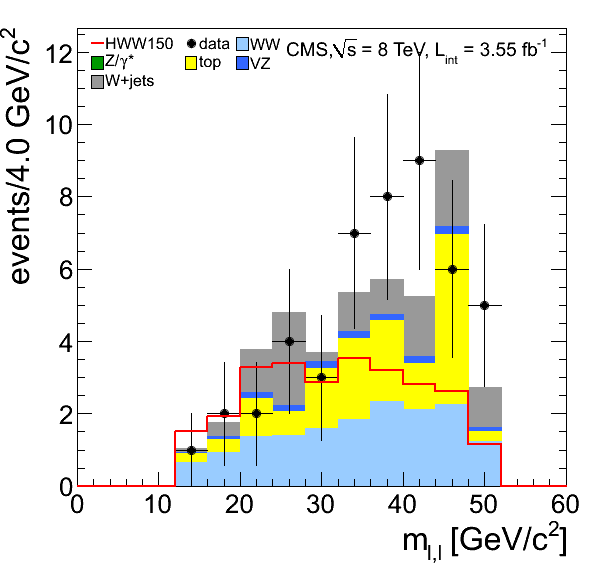 events/4.0 GeV/c²
HWW150
data
WW
Z/γ*
top
VZ
W+jets
CMS,√s = 8 TeV, L_int = 3.55 fb⁻¹
12
10
8
6
4
2
0
0 10 20 30 40 50 60
m_l,l [GeV/c²]